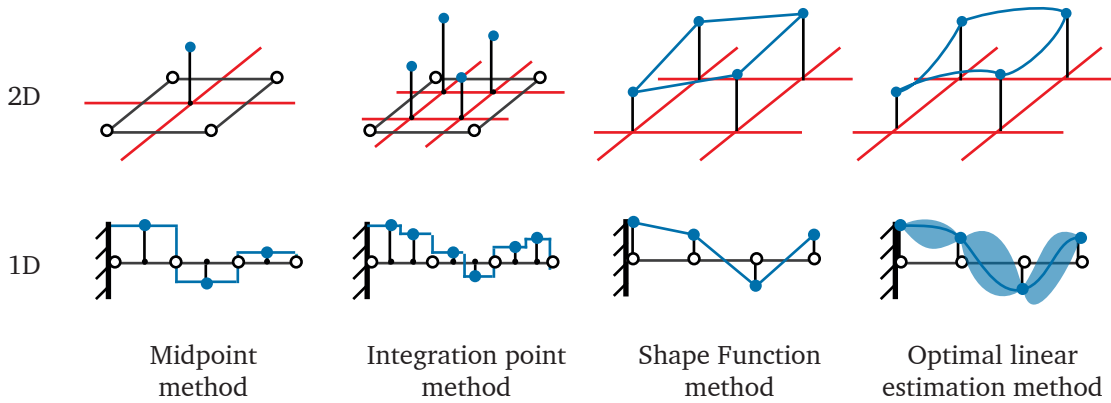 2D
1D
Midpoint
method
Integration point
method
Shape Function
method
Optimal linear
estimation method